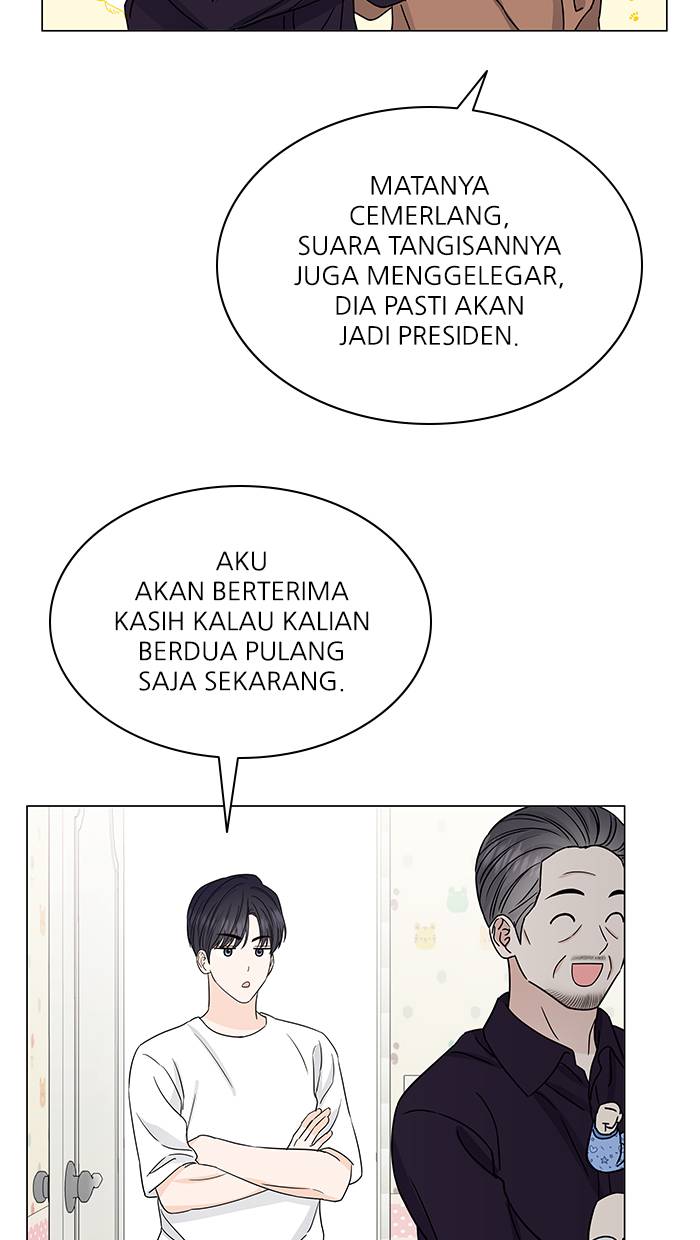 MATANYA
CEMERLANG,
SUARA TANGISANNYA
JUGA MENGGELEGAR,
DIA PASTI AKAN
JADI PRESIDEN.
AKU
AKAN BERTERIMA
KASIH KALAU KALIAN
BERDUA PULANG
SAJA SEKARANG.